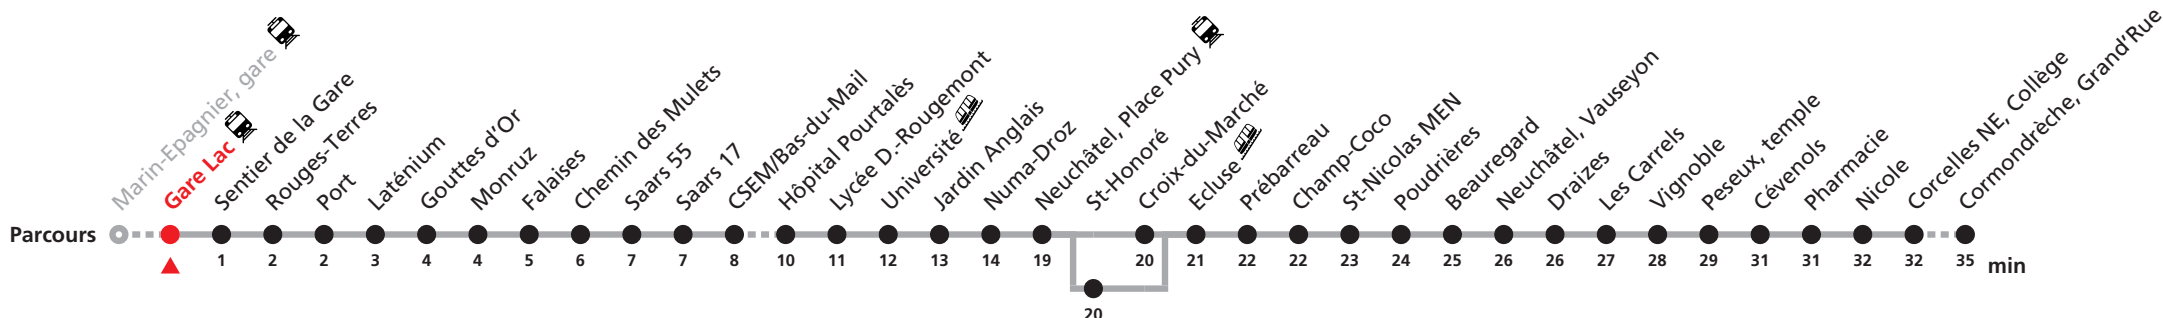 Marin-Epagnier, gare
Gare Lac
Sentier de la Gare
Rouges-Terres
Port
Laténium
Gouttes d'Or
Monruz
Falaises
Chemin des Mulets
Saars 55
Saars 17
CSEM/Bas-du-Mail
Hôpital Pourtalès
Lycée D.-Rougemont
Université
Jardin Anglais
Numa-Droz
Neuchâtel, Place Pury
St-Honoré
Croix-du-Marché
Ecluse
Prébarreau
Champ-Coco
St-Nicolas MEN
Poudrières
Beauregard
Neuchâtel, Vauseyon
Draizes
Les Carrels
Vignoble
Peseux, temple
Cévenols
Pharmacie
Nicole
Corcelles NE, Collège
Cormondrèche, Grand'Rue
Parcours
1 2 2 3 4 4 5 6 7 7 8 10 11 12 13 14 19 20 21 22 22 23 24 25 26 26 27 28 29 31 31 32 32 35 min
20